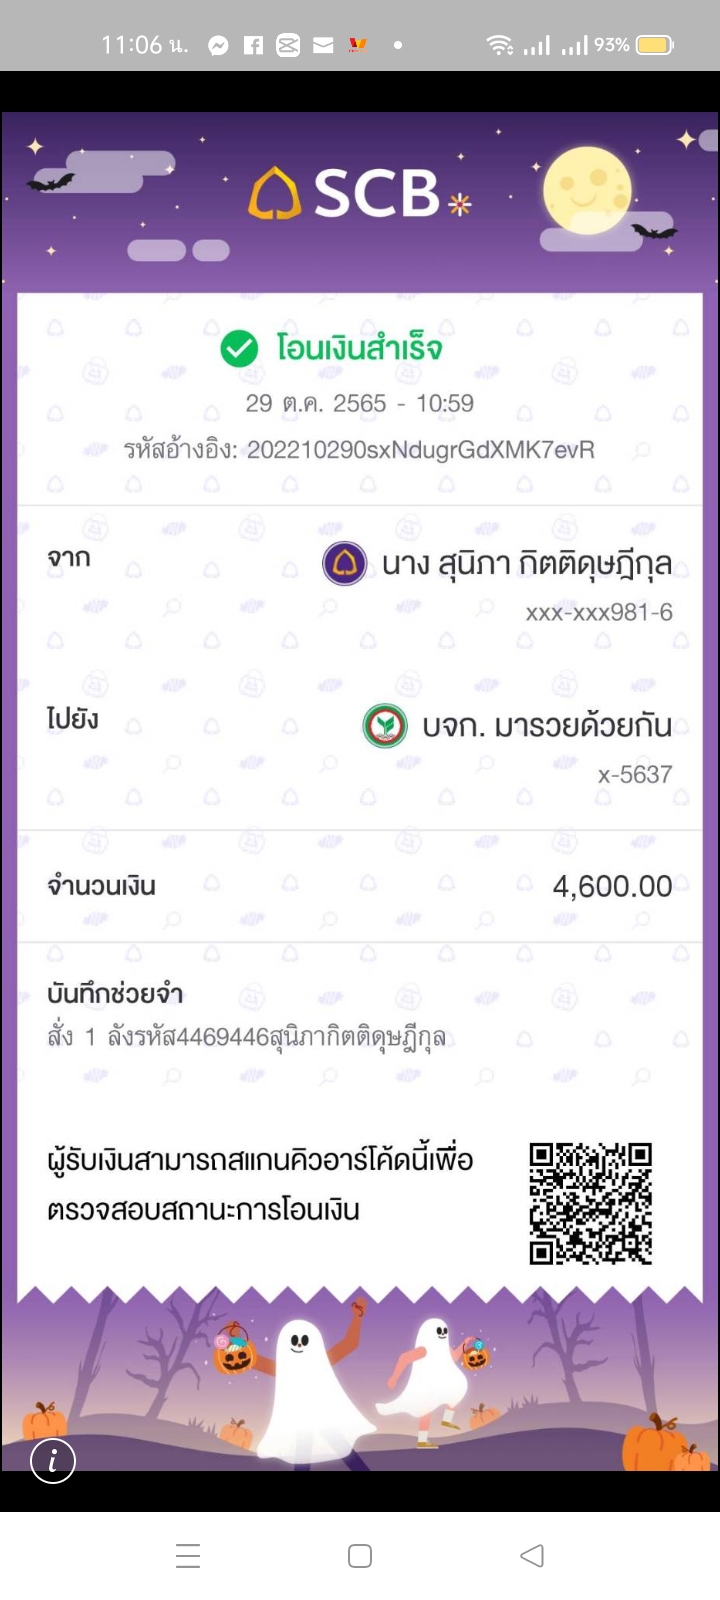 11:06 น.
93%
SCB
โอนเงินสำเร็จ
29 ต.ค. 2565 - 10:59
รหัสอ้างอิง: 202210290sxNdugrGdXMK7evR
จาก
นาง สุนิภา กิตติดุษฎีกุล
xxx-xxx981-6
ไปยัง
บจก. มารวยด้วยกัน
x-5637
จำนวนเงิน
4,600.00
บันทึกช่วยจำ
สั่ง 1 ลังรหัส4469446สุนิภากิตติดุษฎีกุล
ผู้รับเงินสามารถสแกนคิวอาร์โค้ดนี้เพื่อ
ตรวจสอบสถานะการโอนเงิน